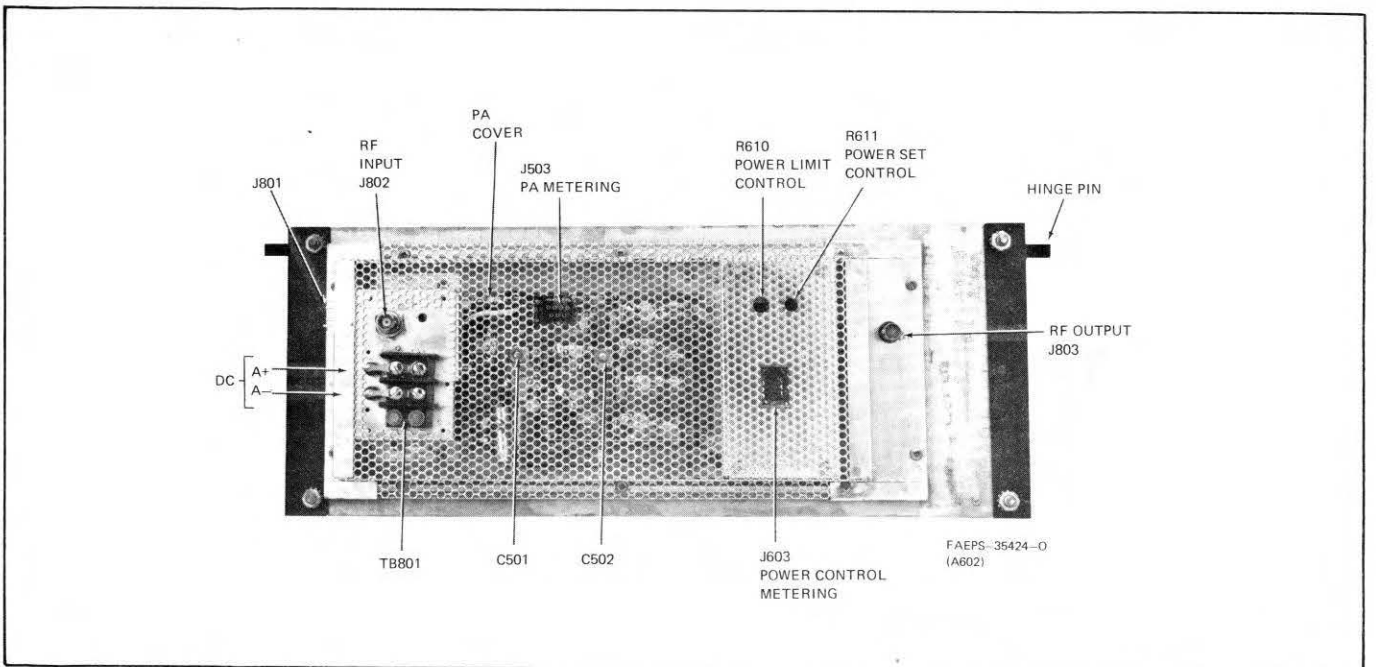 PA
COVER
RF
INPUT
J802
J503
PA METERING
R610
POWER LIMIT
CONTROL
R611
POWER SET
CONTROL
J801
HINGE PIN
RF OUTPUT
J803
DC
A+
A–
TB801
C501
C502
J603
POWER CONTROL
METERING
FAEPS–35424–O
(A602)